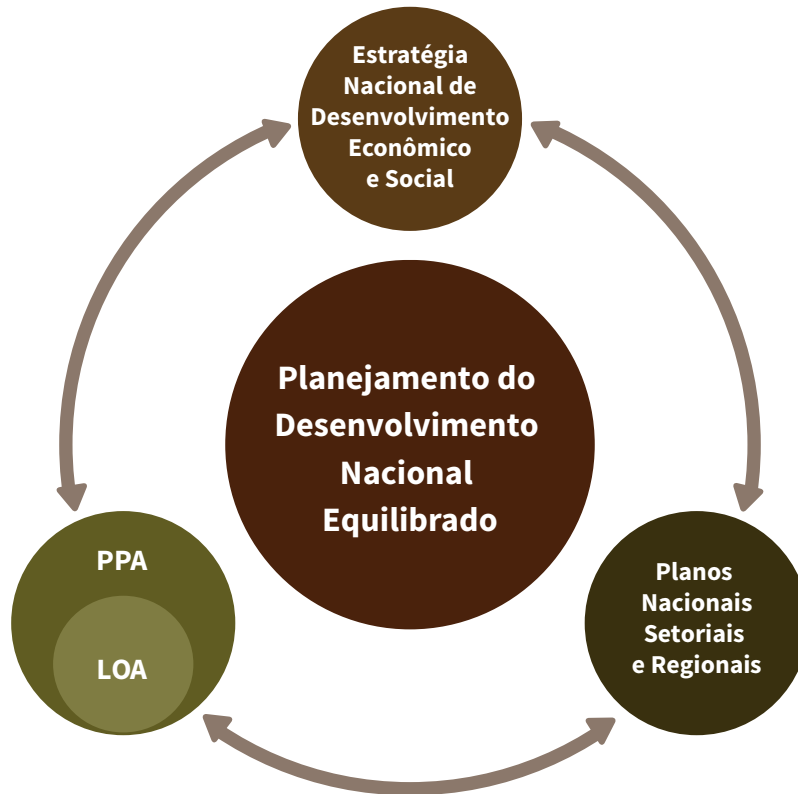 Estratégia
Nacional de
Desenvolvimento
Econômico
e Social
Planejamento do
Desenvolvimento
Nacional
Equilibrado
PPA
LOA
Planos
Nacionais
Setoriais
e Regionais